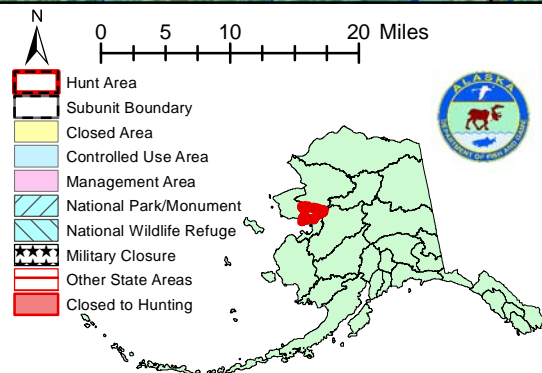 N
0 5 10 20 Miles
Hunt Area
Subunit Boundary
Closed Area
Controlled Use Area
Management Area
National Park/Monument
National Wildlife Refuge
Military Closure
Other State Areas
Closed to Hunting
ALASKA
DEPARTMENT OF FISH AND GAME